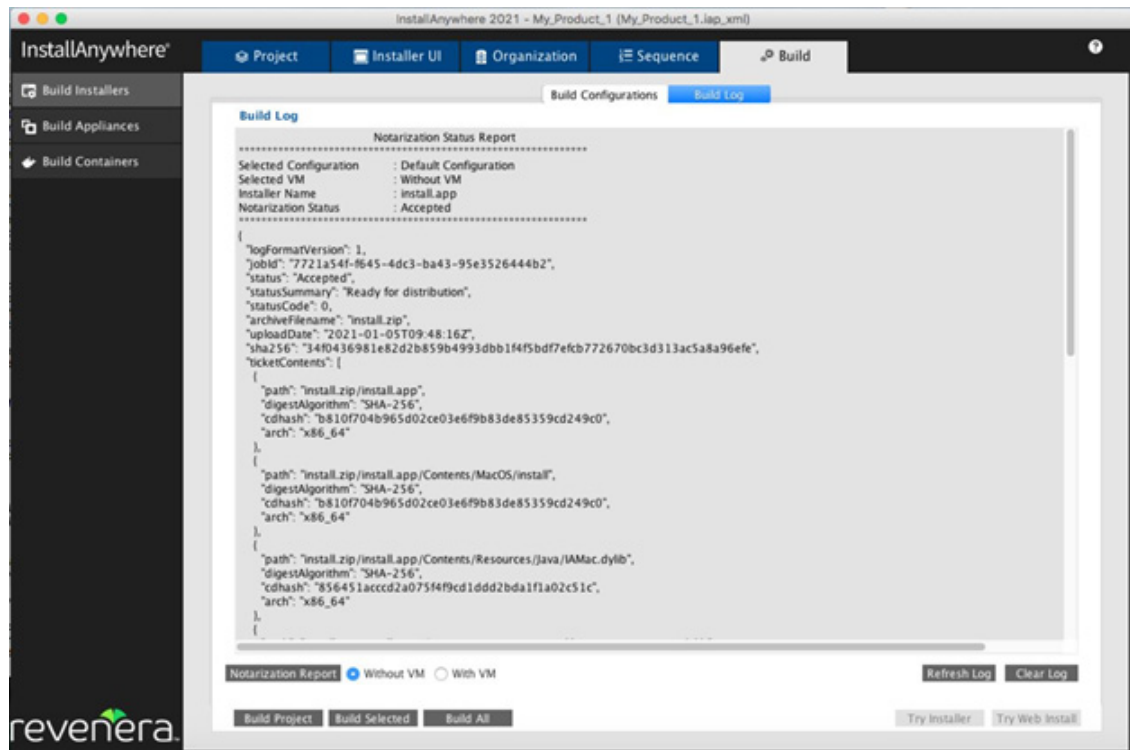 InstallAnywhere 2021 - My_Product_1 (My_Product_1.iap_xml)
InstallAnywhere®
Project
Installer UI
Organization
Sequence
Build
?
Build Installers
Build Appliances
Build Containers
Build Configurations
Build Log
Build Log
Notarization Status Report
****************************************************************
Selected Configuration : Default Configuration
Selected VM : Without VM
Installer Name : install.app
Notarization Status : Accepted
****************************************************************
{
"logFormatVersion": 1,
"jobId": "7721a54f-f645-4dc3-ba43-95e3526444b2",
"status": "Accepted",
"statusSummary": "Ready for distribution",
"statusCode": 0,
"archiveFilename": "install.zip",
"uploadDate": "2021-01-05T09:48:16Z",
"sha256": "34f0436981e82d2b859b4993dbb1f4f5bdf7efcb772670bc3d313ac5a8a96efe",
"ticketContents": [
{
"path": "install.zip/install.app",
"digestAlgorithm": "SHA-256",
"cdhash": "b810f704b965d02ce03e6f9b83de85359cd249c0",
"arch": "x86_64"
},
{
"path": "install.zip/install.app/Contents/MacOS/install",
"digestAlgorithm": "SHA-256",
"cdhash": "b810f704b965d02ce03e6f9b83de85359cd249c0",
"arch": "x86_64"
},
{
"path": "install.zip/install.app/Contents/Resources/Java/IAMac.dylib",
"digestAlgorithm": "SHA-256",
"cdhash": "856451acccd2a075f4f9cd1ddd2bda1f1a02c51c",
"arch": "x86_64"
},
{
Notarization Report
Without VM
With VM
Refresh Log
Clear Log
Build Project
Build Selected
Build All
Try Installer
Try Web Install
revenera.